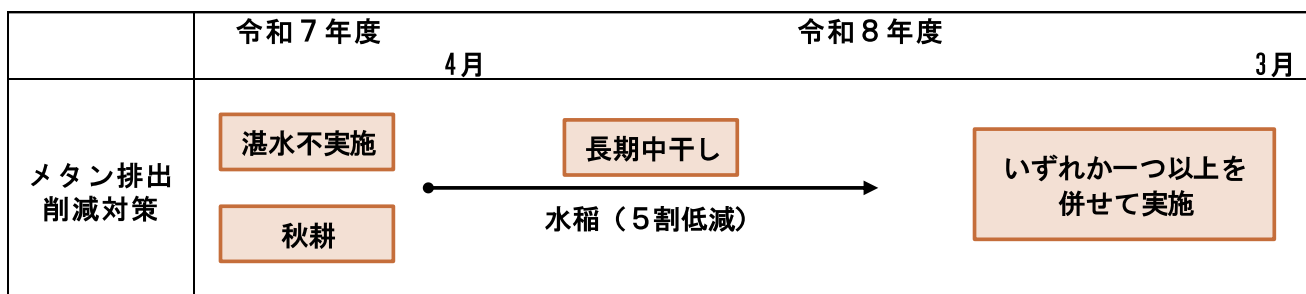 令和７年度
令和８年度
4月
3月
メタン排出
削減対策
湛水不実施
秋耕
長期中干し
水稲（５割低減）
いずれか一つ以上を
併せて実施